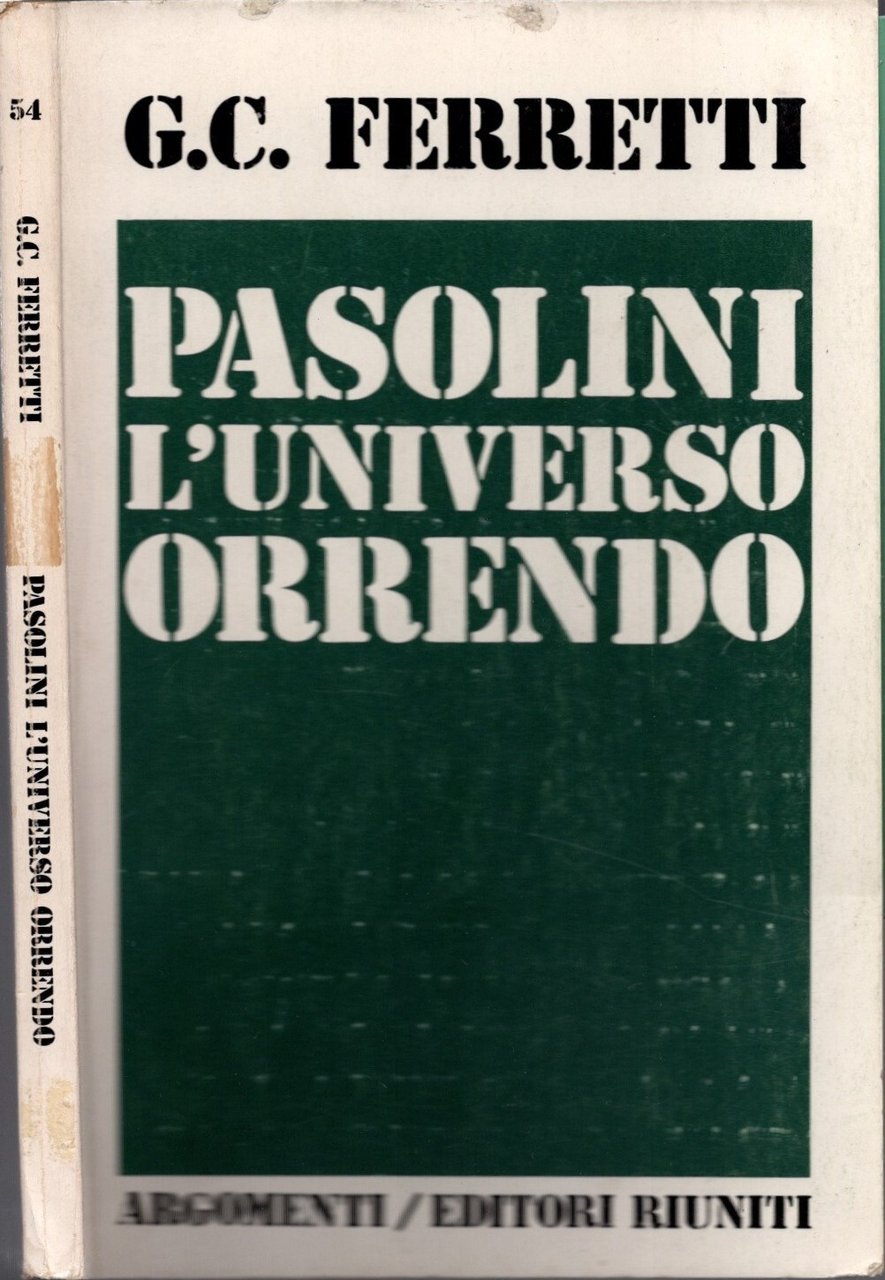 54
G.C. FERRETTI
PASOLINI L'UNIVERSO ORRENDO
G.C. FERRETTI
PASOLINI
L'UNIVERSO
ORRENDO
ARGOMENTI / EDITORI RIUNITI